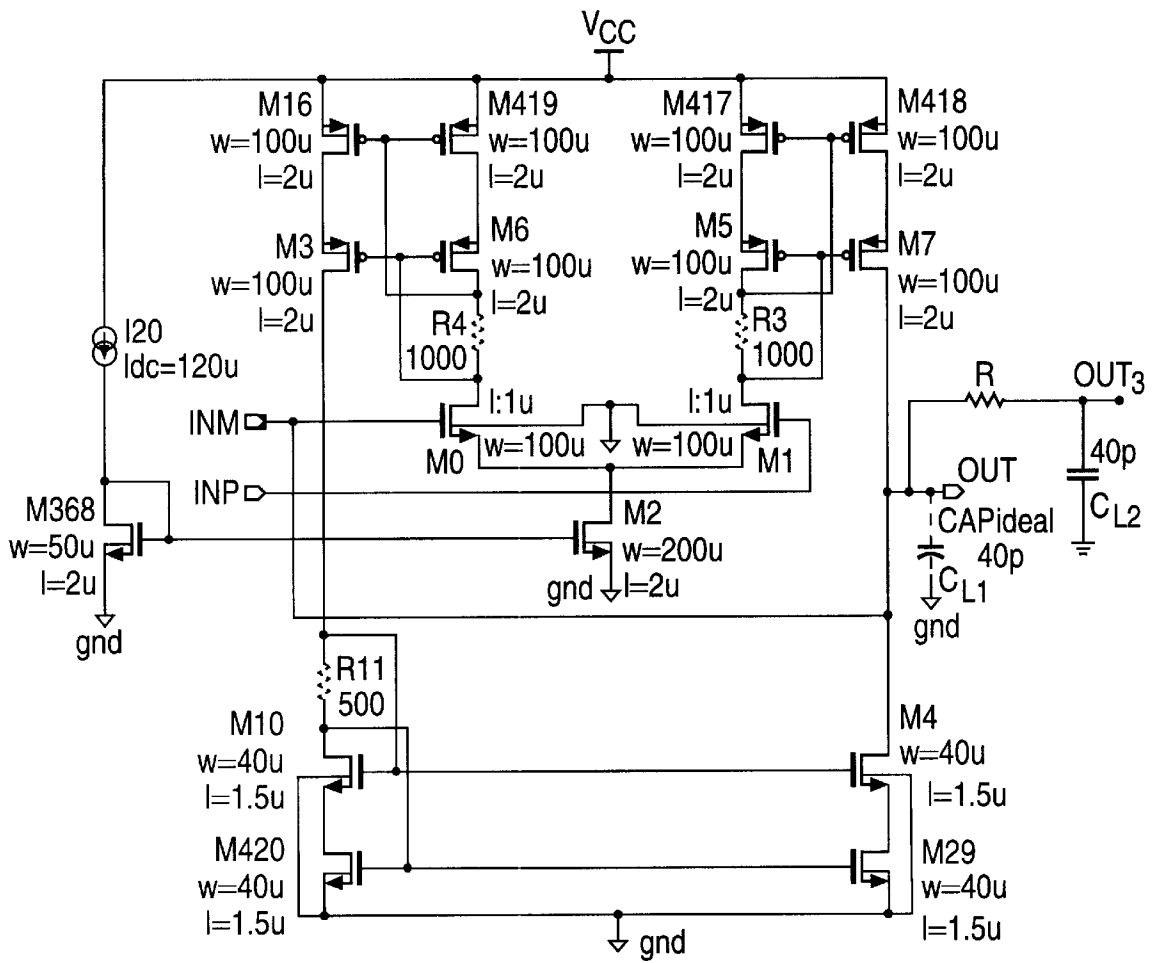 VCC
M16
w=100u
l=2u
M419
w=100u
l=2u
M417
w=100u
l=2u
M418
w=100u
l=2u
M3
w=100u
l=2u
M6
w=100u
l=2u
M5
w=100u
l=2u
M7
w=100u
l=2u
I20
Idc=120u
R4
1000
R3
1000
INM
l:1u
w=100u
M0
l:1u
w=100u
M1
INP
R
OUT3
40p
CL2
OUT
CAPideal
40p
CL1
gnd
M368
w=50u
l=2u
gnd
M2
w=200u
l=2u
gnd
R11
500
M10
w=40u
l=1.5u
M4
w=40u
l=1.5u
M420
w=40u
l=1.5u
M29
w=40u
l=1.5u
gnd